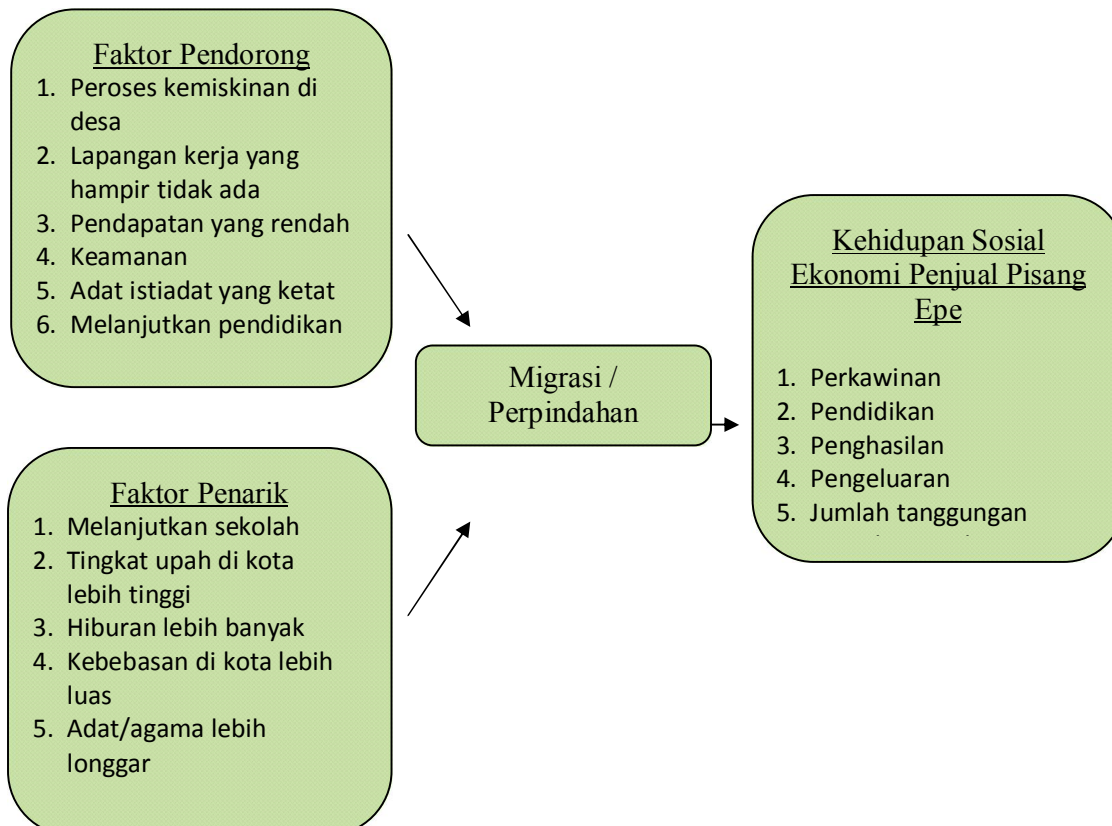 Faktor Pendorong
1. Peroses kemiskinan di
desa
2. Lapangan kerja yang
hampir tidak ada
3. Pendapatan yang rendah
4. Keamanan
5. Adat istiadat yang ketat
6. Melanjutkan pendidikan
Faktor Penarik
1. Melanjutkan sekolah
2. Tingkat upah di kota
lebih tinggi
3. Hiburan lebih banyak
4. Kebebasan di kota lebih
luas
5. Adat/agama lebih
longgar
Migrasi /
Perpindahan
Kehidupan Sosial
Ekonomi Penjual Pisang
Epe
1. Perkawinan
2. Pendidikan
3. Penghasilan
4. Pengeluaran
5. Jumlah tanggungan